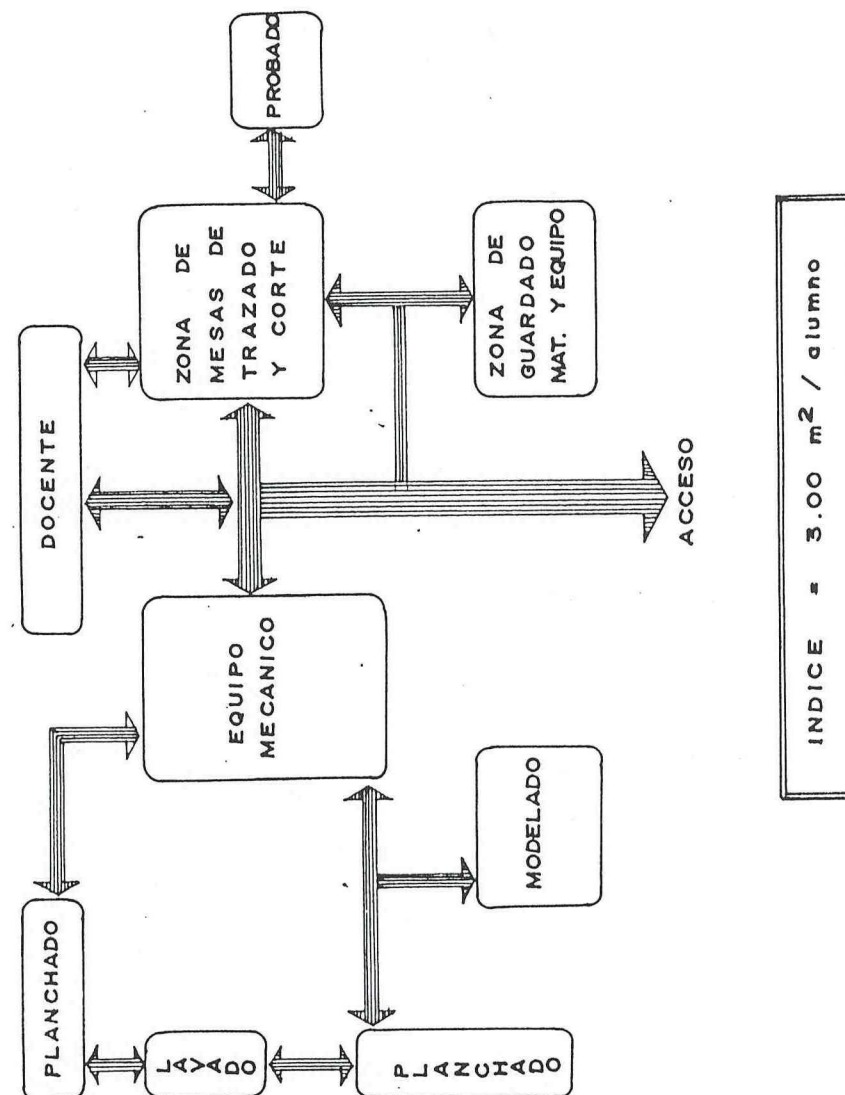 DOCENTE
PROBADO
ZONA DE
MESAS DE
TRAZADO
Y CORTE
PLANCHADO
EQUIPO
MECANICO
LAVADO
ZONA DE
GUARDADO
MAT. Y EQUIPO
PLANCHADO
MODELADO
ACCESO
INDICE = 3.00 m² / alumno